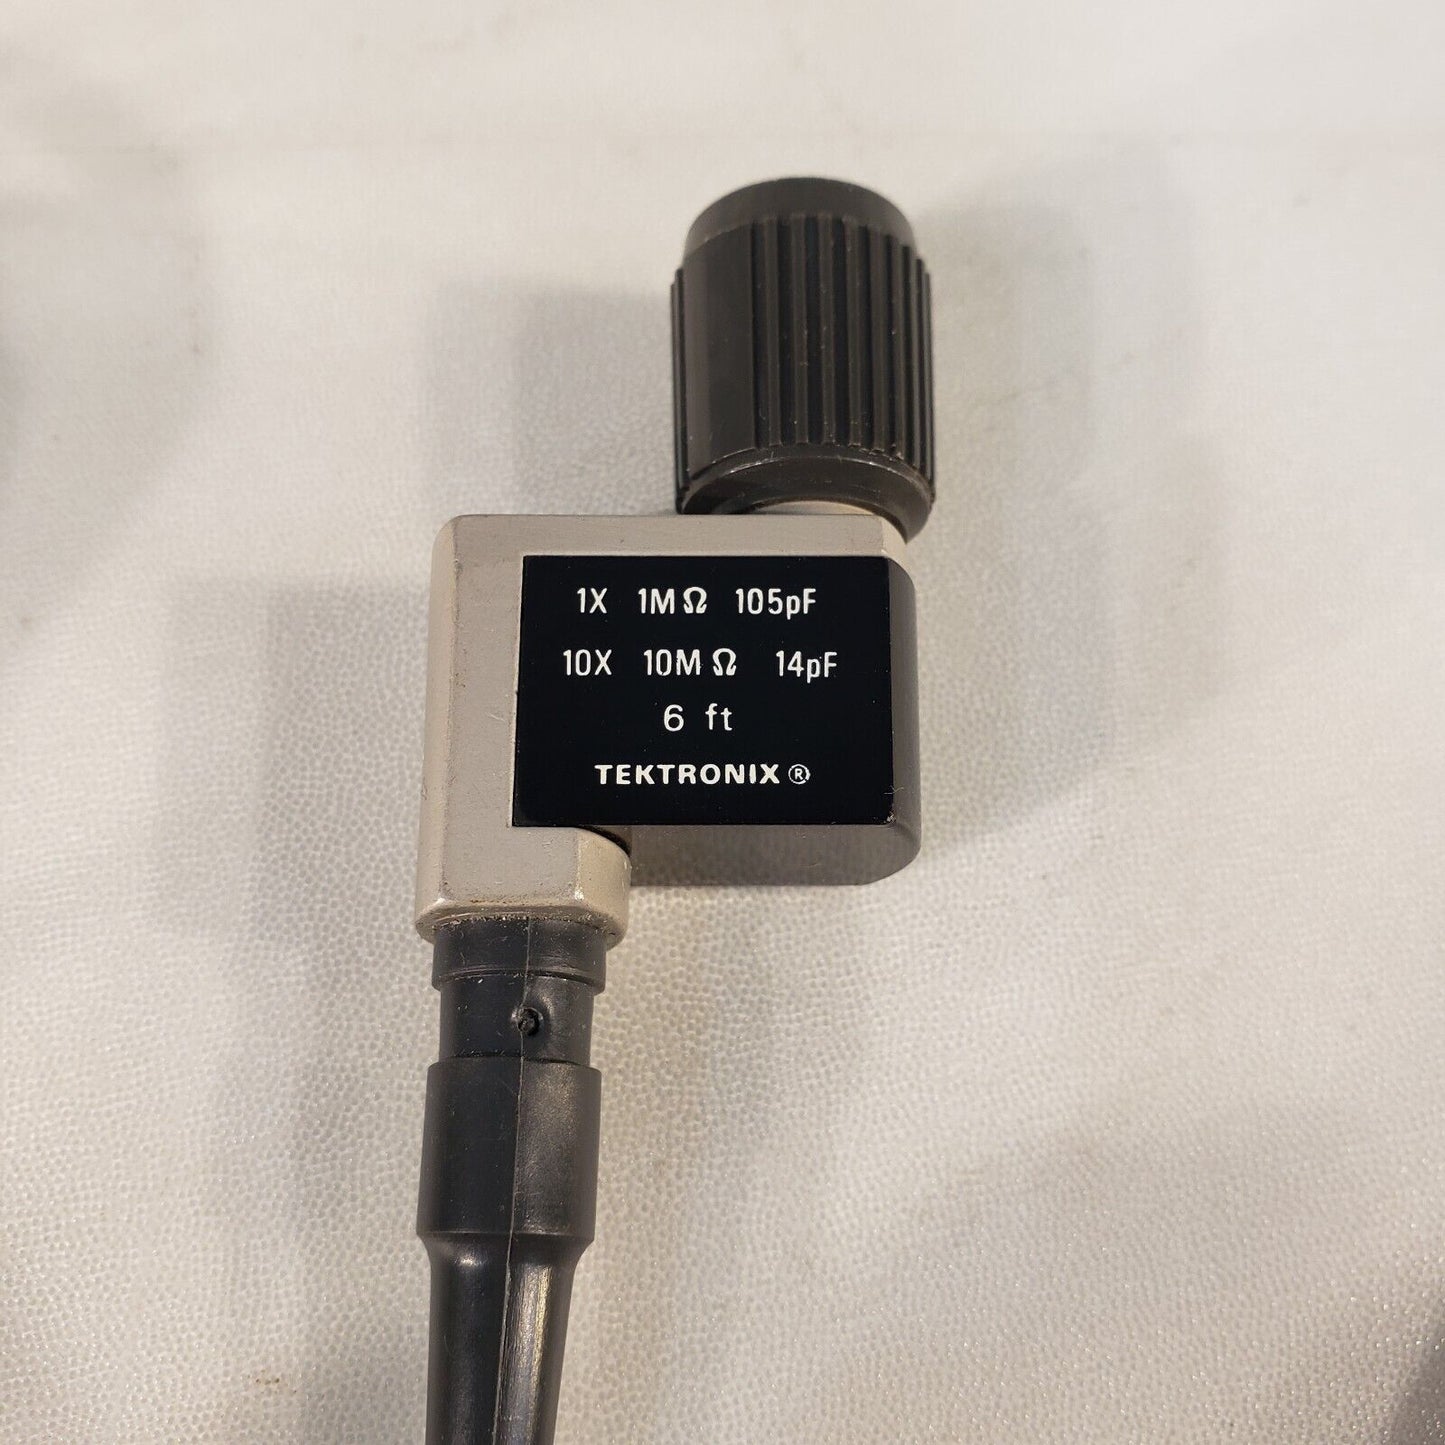 1X 1MΩ 105pF
10X 10MΩ 14pF
6 ft
TEKTRONIX®